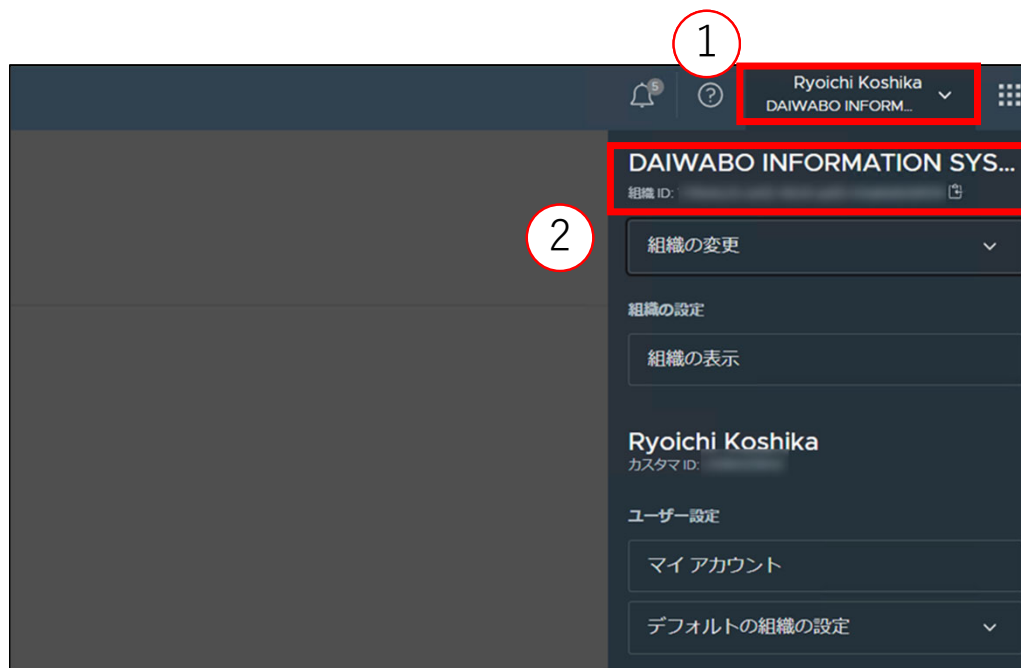 1
5
Ryoichi Koshika
DAIWABO INFORM...
DAIWABO INFORMATION SYS...
組織 ID:
2
組織の変更
組織の設定
組織の表示
Ryoichi Koshika
カスタマ ID:
ユーザー設定
マイ アカウント
デフォルトの組織の設定